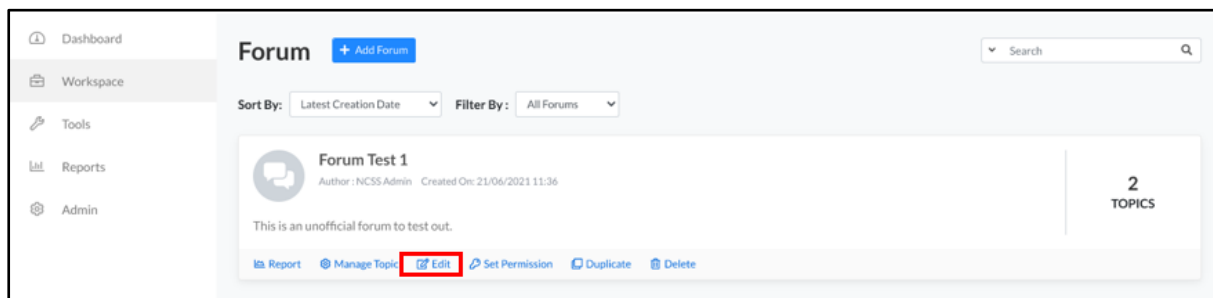 Dashboard
Workspace
Tools
Reports
Admin
Forum + Add Forum Search
Sort By: Latest Creation Date Filter By : All Forums
Forum Test 1
Author : NCSS Admin Created On: 21/06/2021 11:36
2
TOPICS
This is an unofficial forum to test out.
Report Manage Topic Edit Set Permission Duplicate Delete